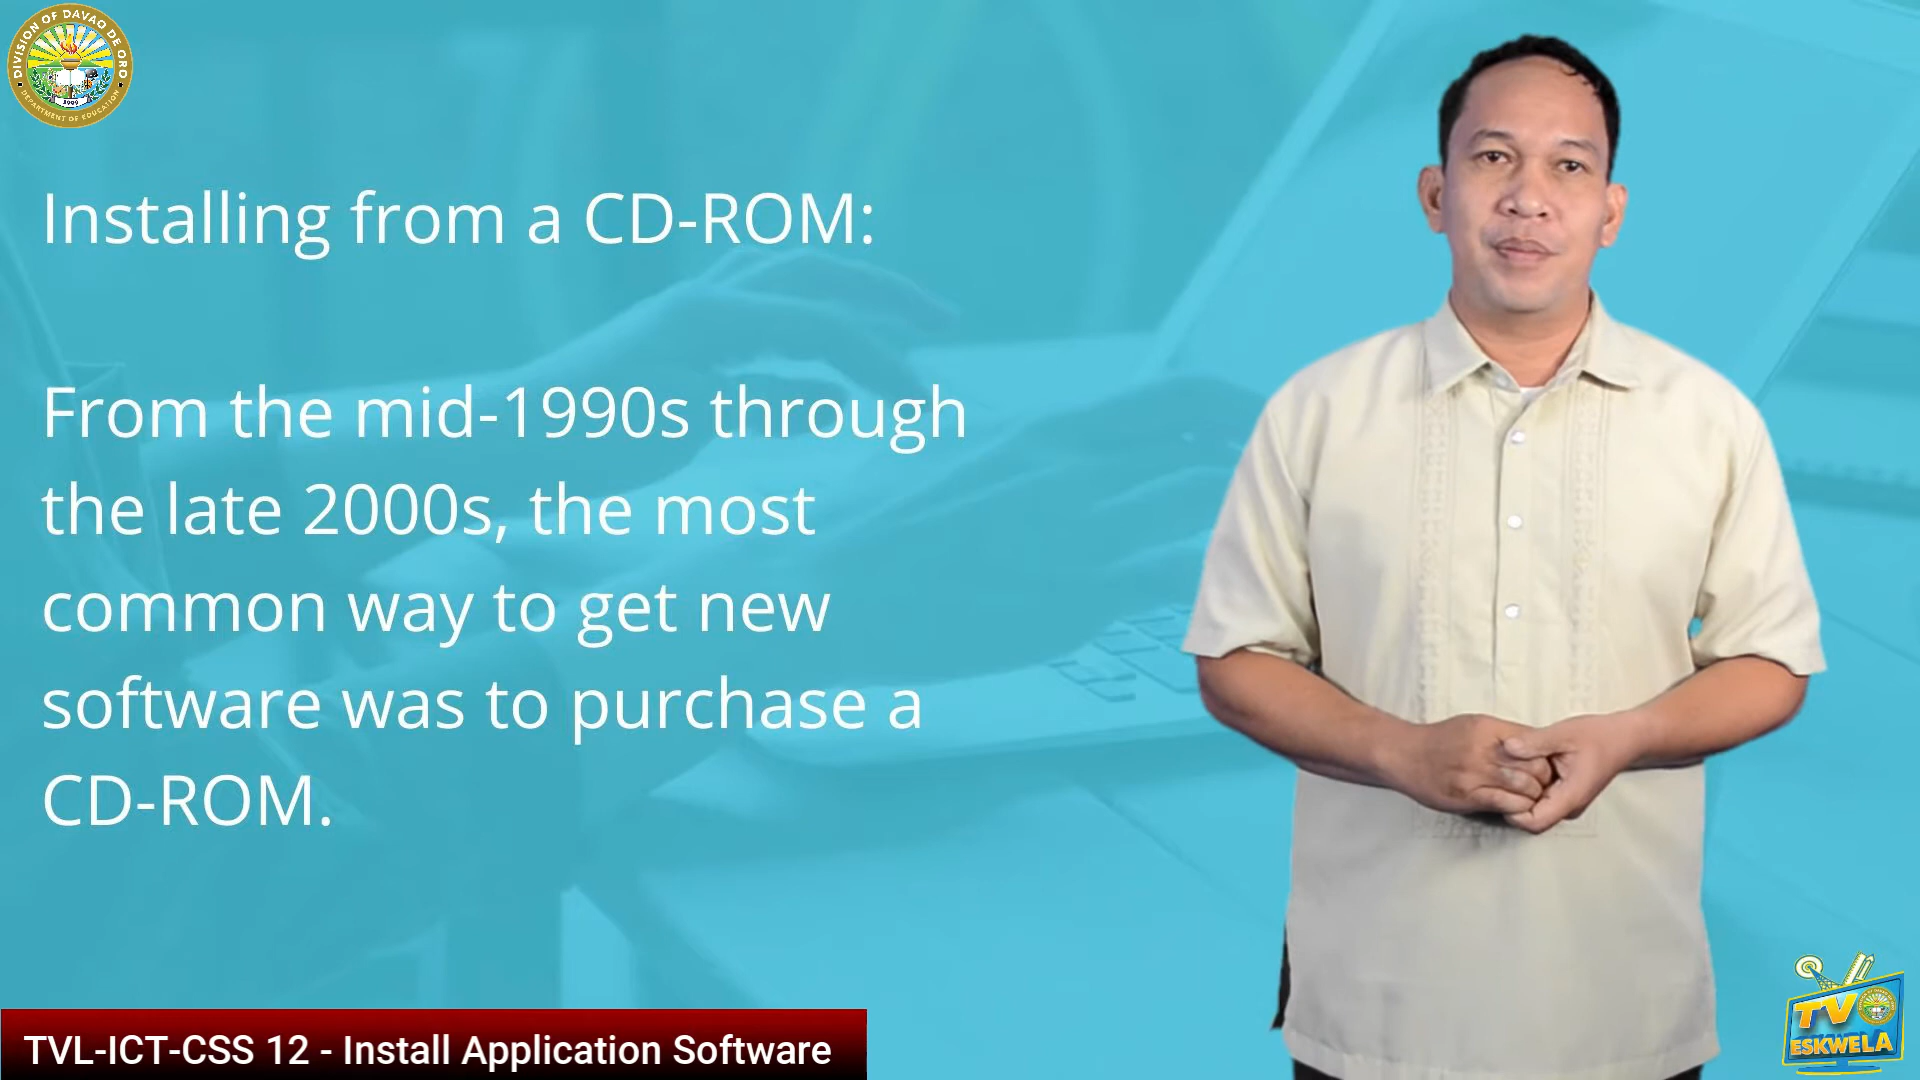 DIVISION OF DAVAO DE ORO
DEPARTMENT OF EDUCATION
Installing from a CD-ROM:
From the mid-1990s through
the late 2000s, the most
common way to get new
software was to purchase a
CD-ROM.
TVL-ICT-CSS 12 - Install Application Software
TV
ESKWELA